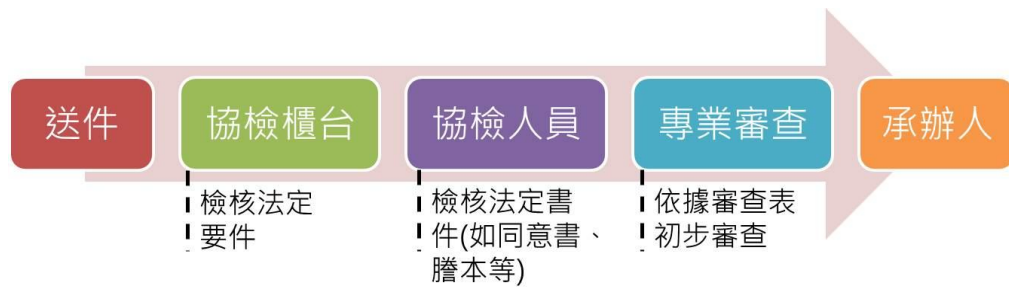 送件
協檢櫃台
協檢人員
專業審查
承辦人
檢核法定
要件
檢核法定書
件(如同意書、
謄本等)
依據審查表
初步審查